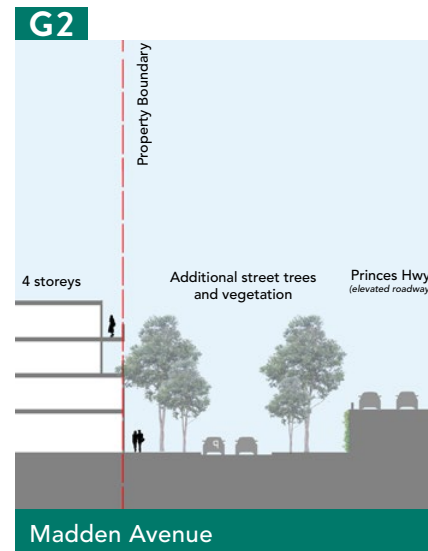 G2
Property Boundary
4 storeys
Additional street trees
and vegetation
Princes Hwy
(elevated roadway)
Madden Avenue